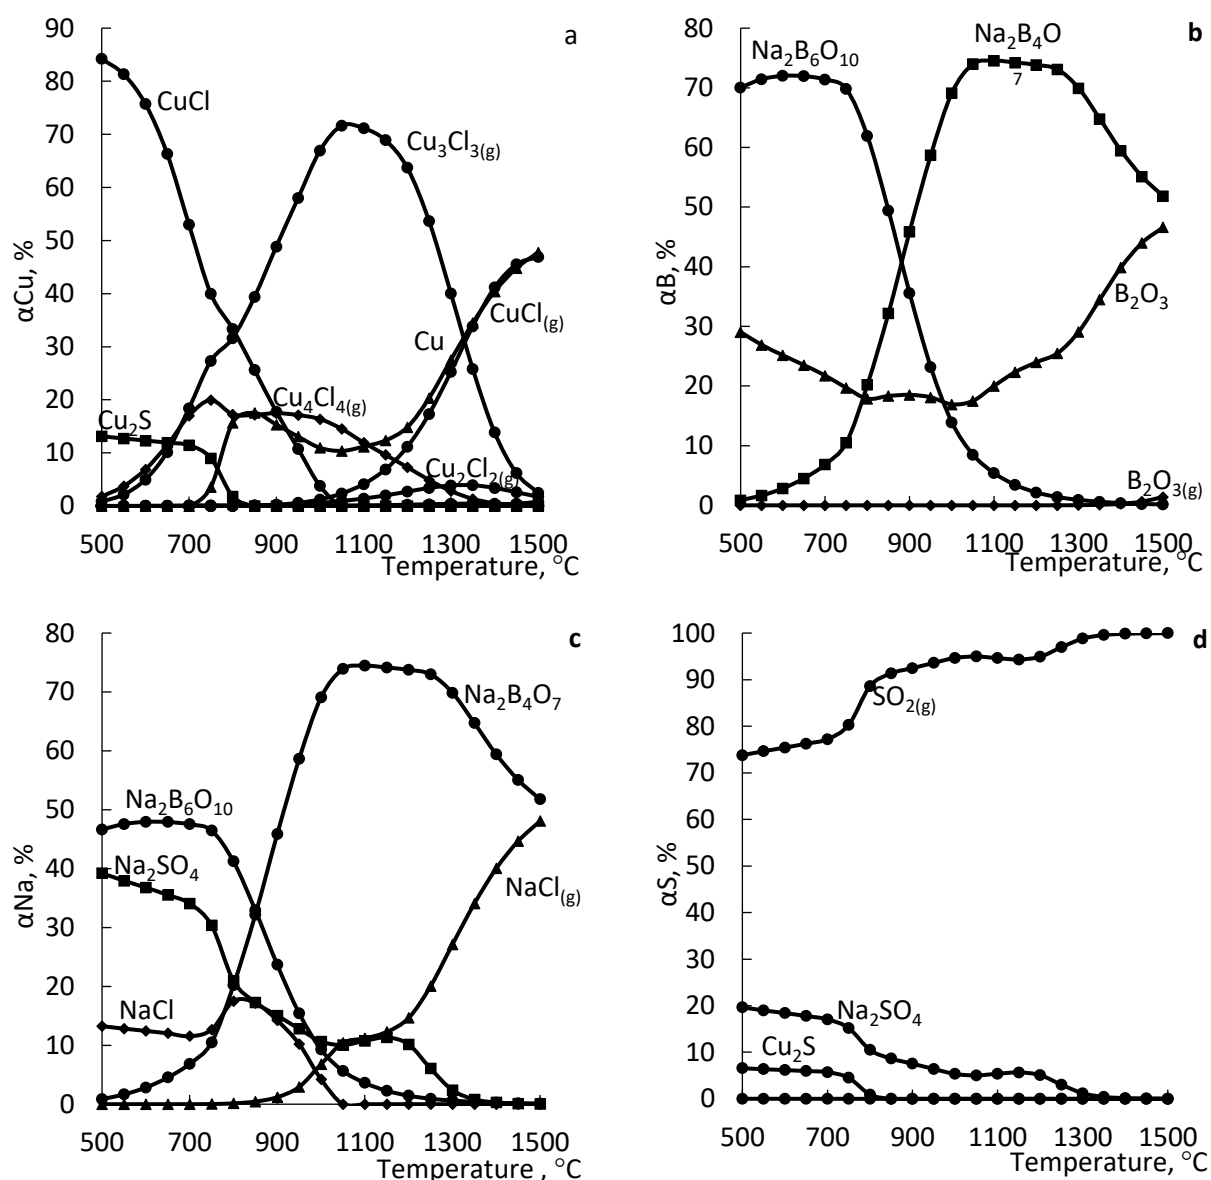 a
αCu, %
90
80
70
60
50
40
30
20
10
0
CuCl
Cu₃Cl₃₍g₎
CuCl₍g₎
Cu
Cu₄Cl₄₍g₎
Cu₂S
Cu₂Cl₂₍g₎
500 700 900 1100 1300 1500
Temperature, °C
b
αB, %
80
70
60
50
40
30
20
10
0
Na₂B₆O₁₀
Na₂B₄O
7
B₂O₃
B₂O₃₍g₎
500 700 900 1100 1300 1500
Temperature, °C
c
αNa, %
80
70
60
50
40
30
20
10
0
Na₂B₄O₇
Na₂B₆O₁₀
Na₂SO₄
NaCl₍g₎
NaCl
500 700 900 1100 1300 1500
Temperature , °C
d
αS, %
100
90
80
70
60
50
40
30
20
10
0
SO₂₍g₎
Na₂SO₄
Cu₂S
500 700 900 1100 1300 1500
Temperature, °C